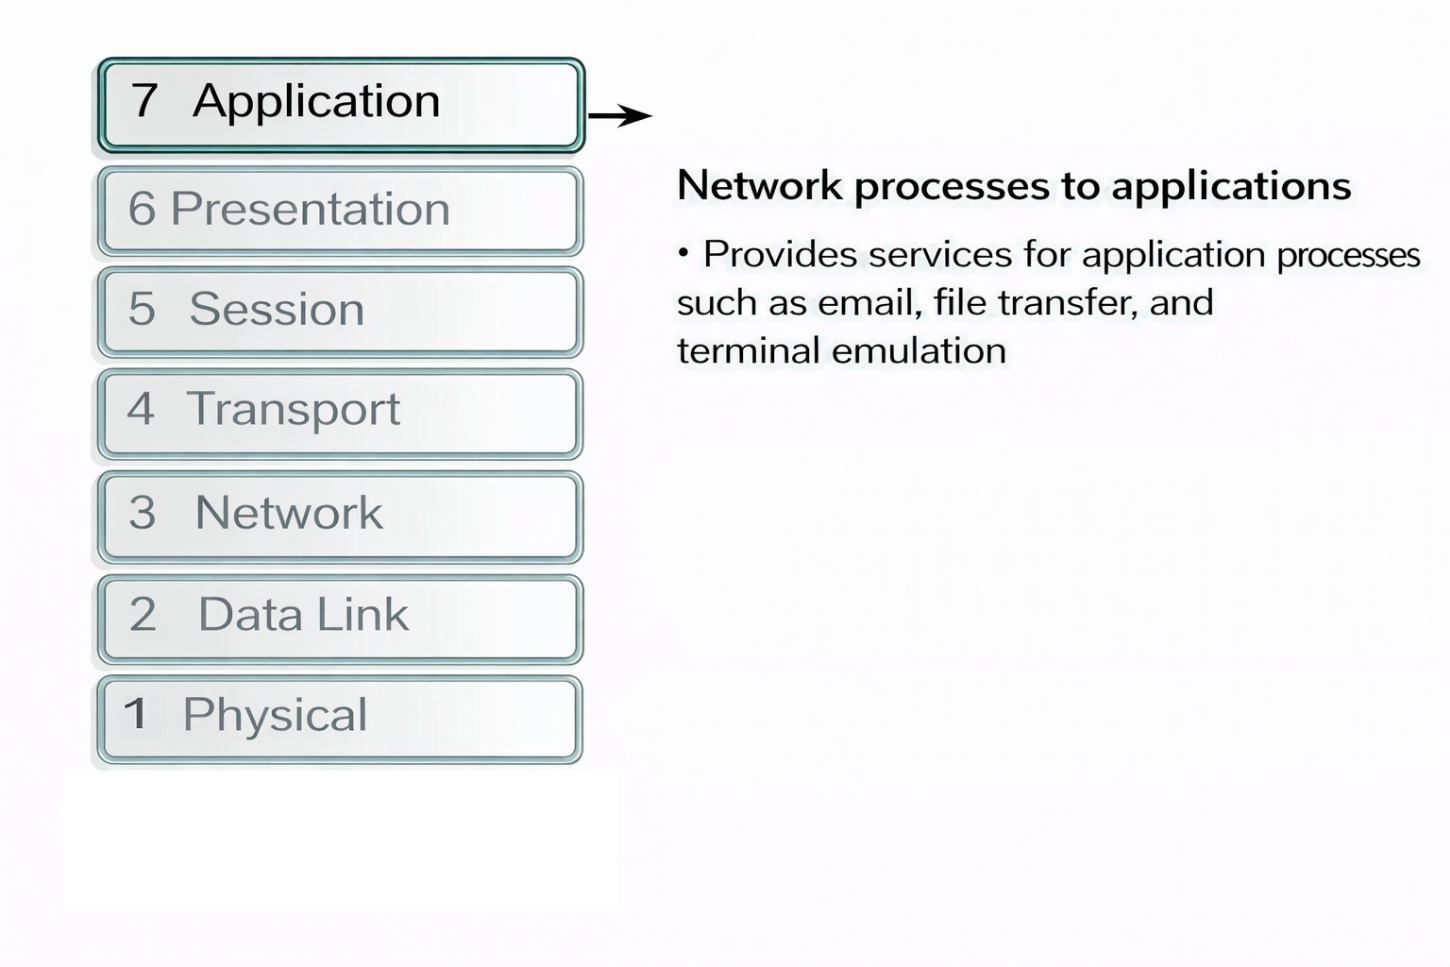 7 Application
6 Presentation
5 Session
4 Transport
3 Network
2 Data Link
1 Physical
Network processes to applications
• Provides services for application processes
such as email, file transfer, and
terminal emulation